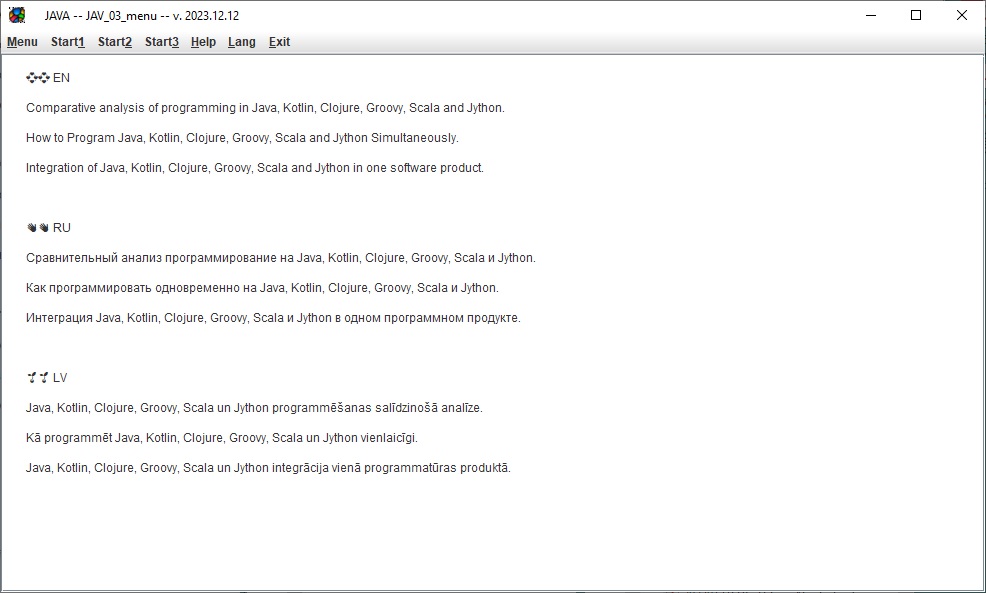 JAVA -- JAV_03_menu -- v. 2023.12.12
Menu Start1 Start2 Start3 Help Lang Exit
EN
Comparative analysis of programming in Java, Kotlin, Clojure, Groovy, Scala and Jython.
How to Program Java, Kotlin, Clojure, Groovy, Scala and Jython Simultaneously.
Integration of Java, Kotlin, Clojure, Groovy, Scala and Jython in one software product.
RU
Сравнительный анализ программирование на Java, Kotlin, Clojure, Groovy, Scala и Jython.
Как программировать одновременно на Java, Kotlin, Clojure, Groovy, Scala и Jython.
Интеграция Java, Kotlin, Clojure, Groovy, Scala и Jython в одном программном продукте.
LV
Java, Kotlin, Clojure, Groovy, Scala un Jython programmēšanas salīdzinošā analīze.
Kā programmēt Java, Kotlin, Clojure, Groovy, Scala un Jython vienlaicīgi.
Java, Kotlin, Clojure, Groovy, Scala un Jython integrācija vienā programmatūras produktā.